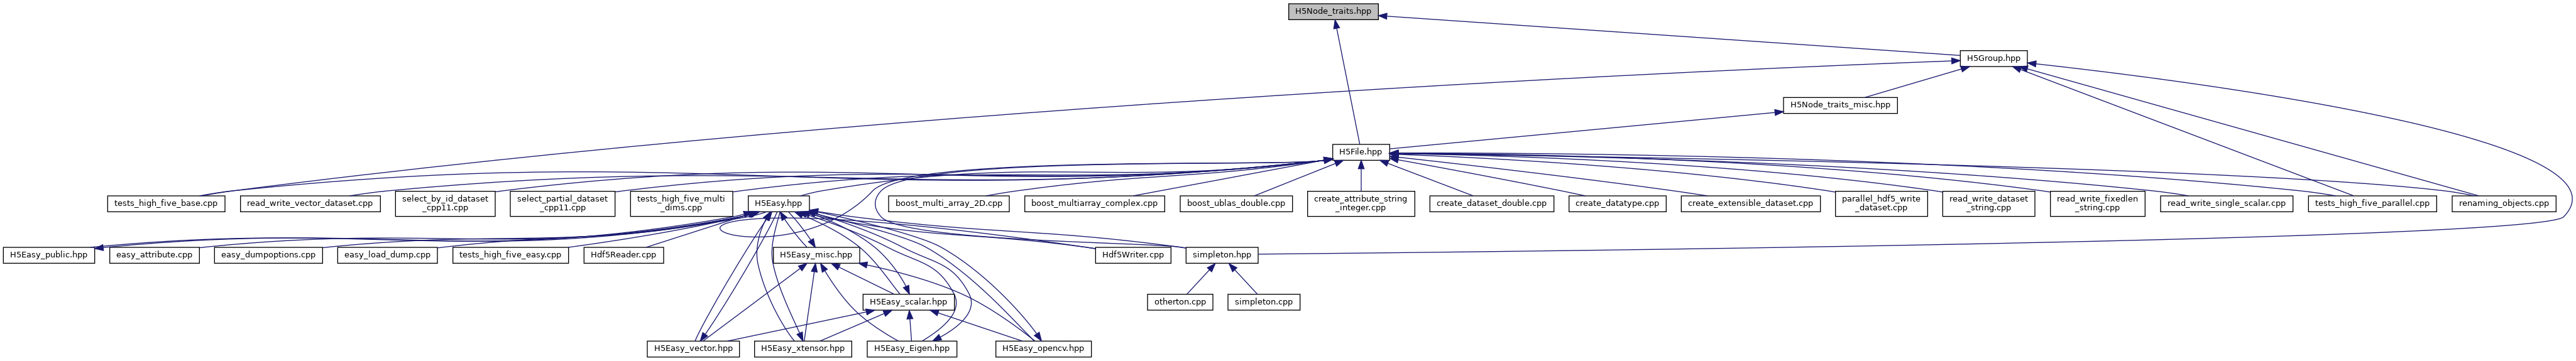 H5Node_traits.hpp
H5Group.hpp
H5Node_traits_misc.hpp
H5File.hpp
tests_high_five_base.cpp
read_write_vector_dataset.cpp
select_by_id_dataset
_cpp11.cpp
select_partial_dataset
_cpp11.cpp
tests_high_five_multi
_dims.cpp
H5Easy.hpp
boost_multi_array_2D.cpp
boost_multiarray_complex.cpp
boost_ublas_double.cpp
create_attribute_string
_integer.cpp
create_dataset_double.cpp
create_datatype.cpp
create_extensible_dataset.cpp
parallel_hdf5_write
_dataset.cpp
read_write_dataset
_string.cpp
read_write_fixedlen
_string.cpp
read_write_single_scalar.cpp
tests_high_five_parallel.cpp
renaming_objects.cpp
H5Easy_public.hpp
easy_attribute.cpp
easy_dumpoptions.cpp
easy_load_dump.cpp
tests_high_five_easy.cpp
Hdf5Reader.cpp
H5Easy_misc.hpp
Hdf5Writer.cpp
simpleton.hpp
H5Easy_scalar.hpp
otherton.cpp
simpleton.cpp
H5Easy_vector.hpp
H5Easy_xtensor.hpp
H5Easy_Eigen.hpp
H5Easy_opencv.hpp